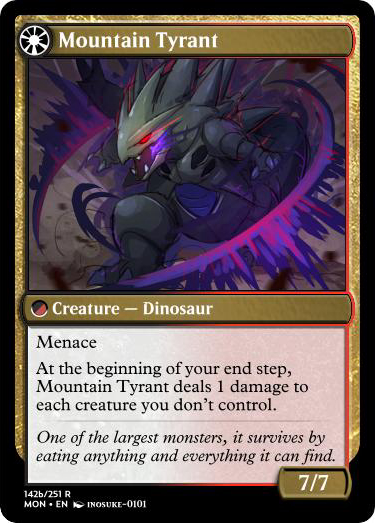 Mountain Tyrant
Creature — Dinosaur
Menace
At the beginning of your end step,
Mountain Tyrant deals 1 damage to
each creature you don't control.
One of the largest monsters, it survives by
eating anything and everything it can find.
7/7
142b/251 R
MON • EN INOSUKE-0101